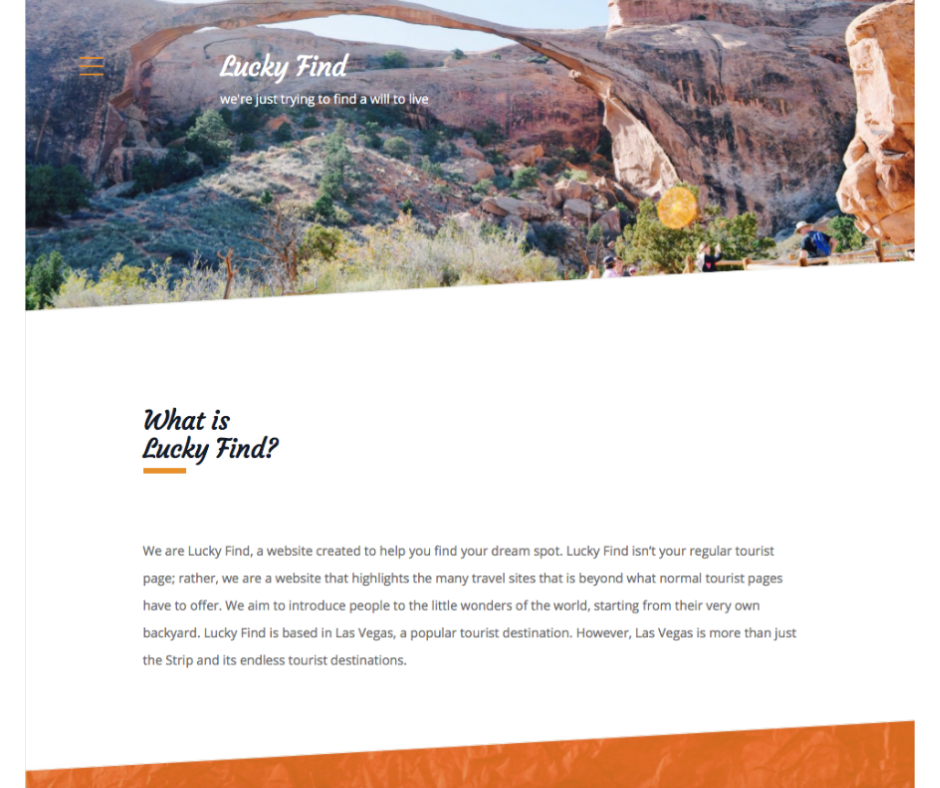 Lucky Find
we're just trying to find a will to live
What is
Lucky Find?
We are Lucky Find, a website created to help you find your dream spot. Lucky Find isn't your regular tourist
page; rather, we are a website that highlights the many travel sites that is beyond what normal tourist pages
have to offer. We aim to introduce people to the little wonders of the world, starting from their very own
backyard. Lucky Find is based in Las Vegas, a popular tourist destination. However, Las Vegas is more than just
the Strip and its endless tourist destinations.